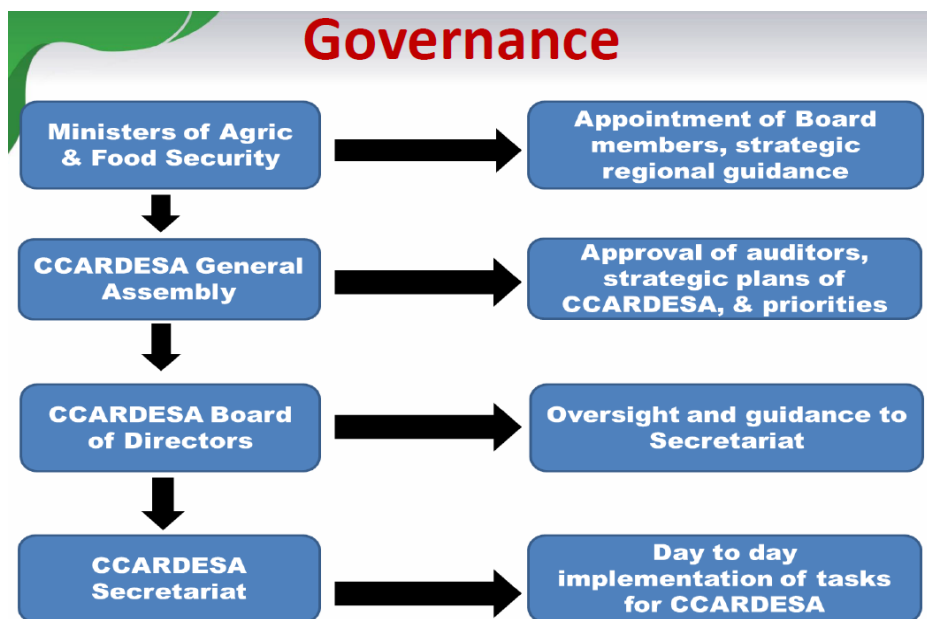 Governance
Ministers of Agric
& Food Security
Appointment of Board
members, strategic
regional guidance
CCARDESA General
Assembly
Approval of auditors,
strategic plans of
CCARDESA, & priorities
CCARDESA Board
of Directors
Oversight and guidance to
Secretariat
CCARDESA
Secretariat
Day to day
implementation of tasks
for CCARDESA